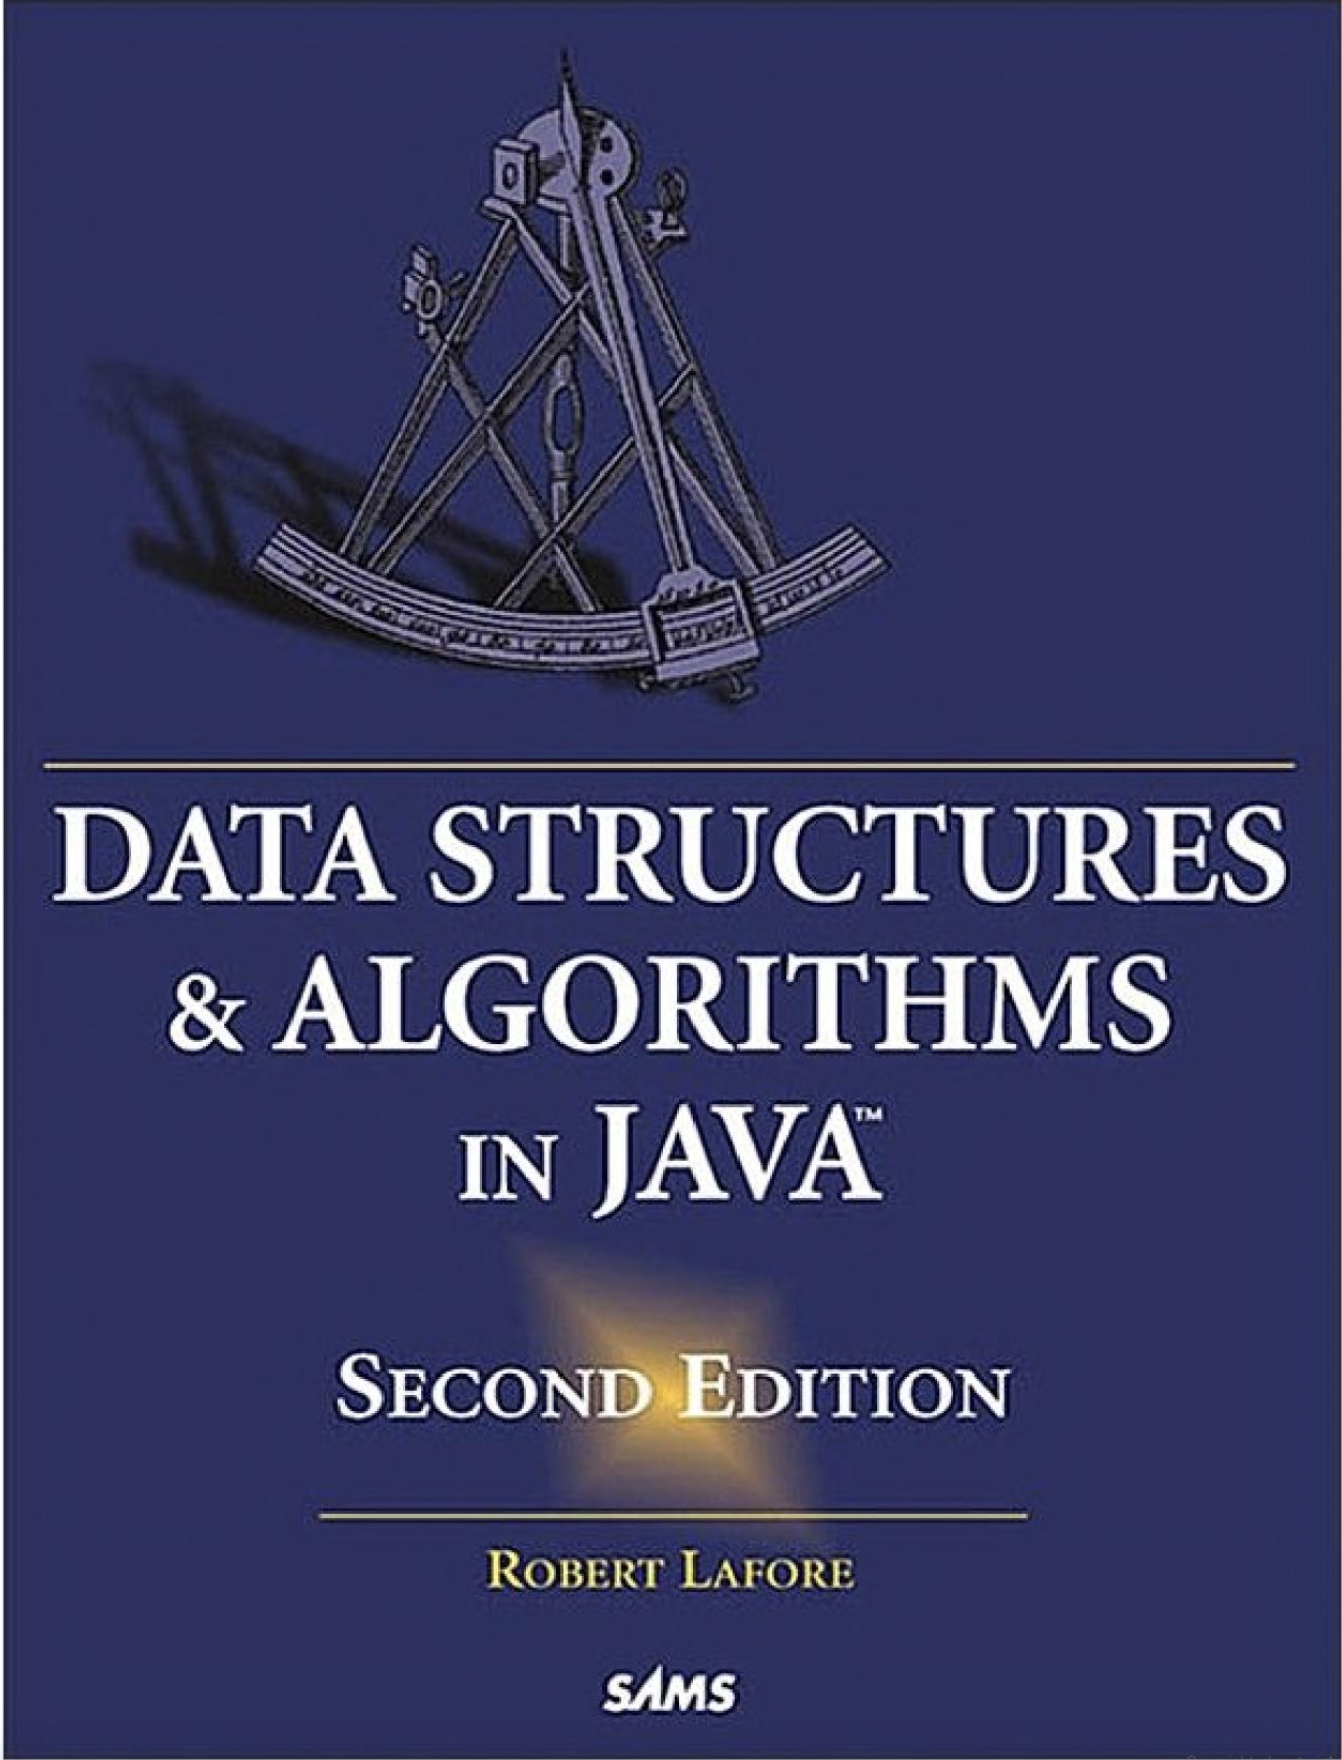 DATA STRUCTURES
& ALGORITHMS
IN JAVA™
SECOND EDITION
ROBERT LAFORE
SAMS